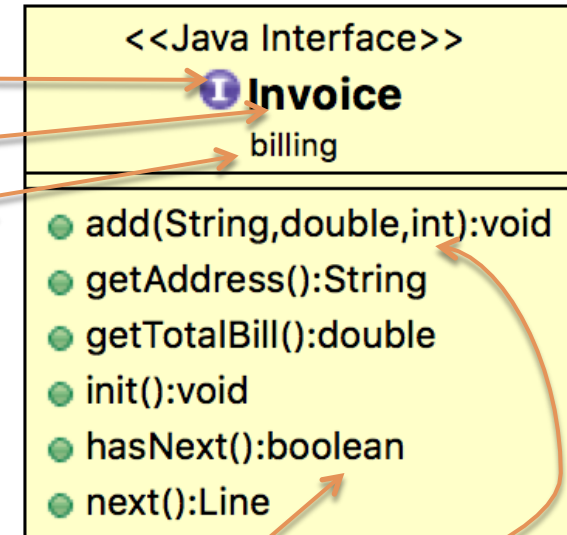 <<Java Interface>>
I Invoice
billing
add(String,double,int):void
getAddress():String
getTotalBill():double
init():void
hasNext():boolean
next():Line